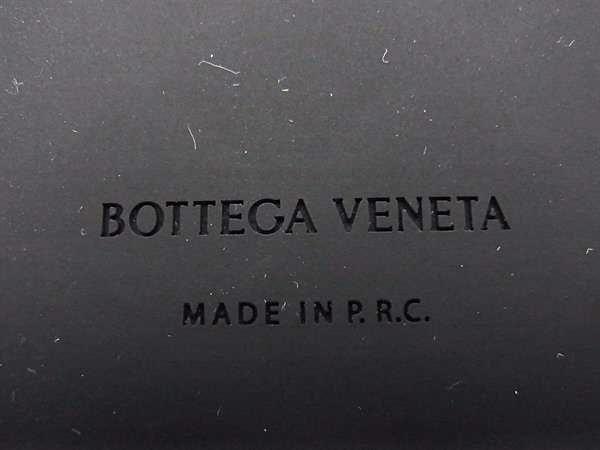 BOTTEGA VENETA
MADE IN P.R.C.